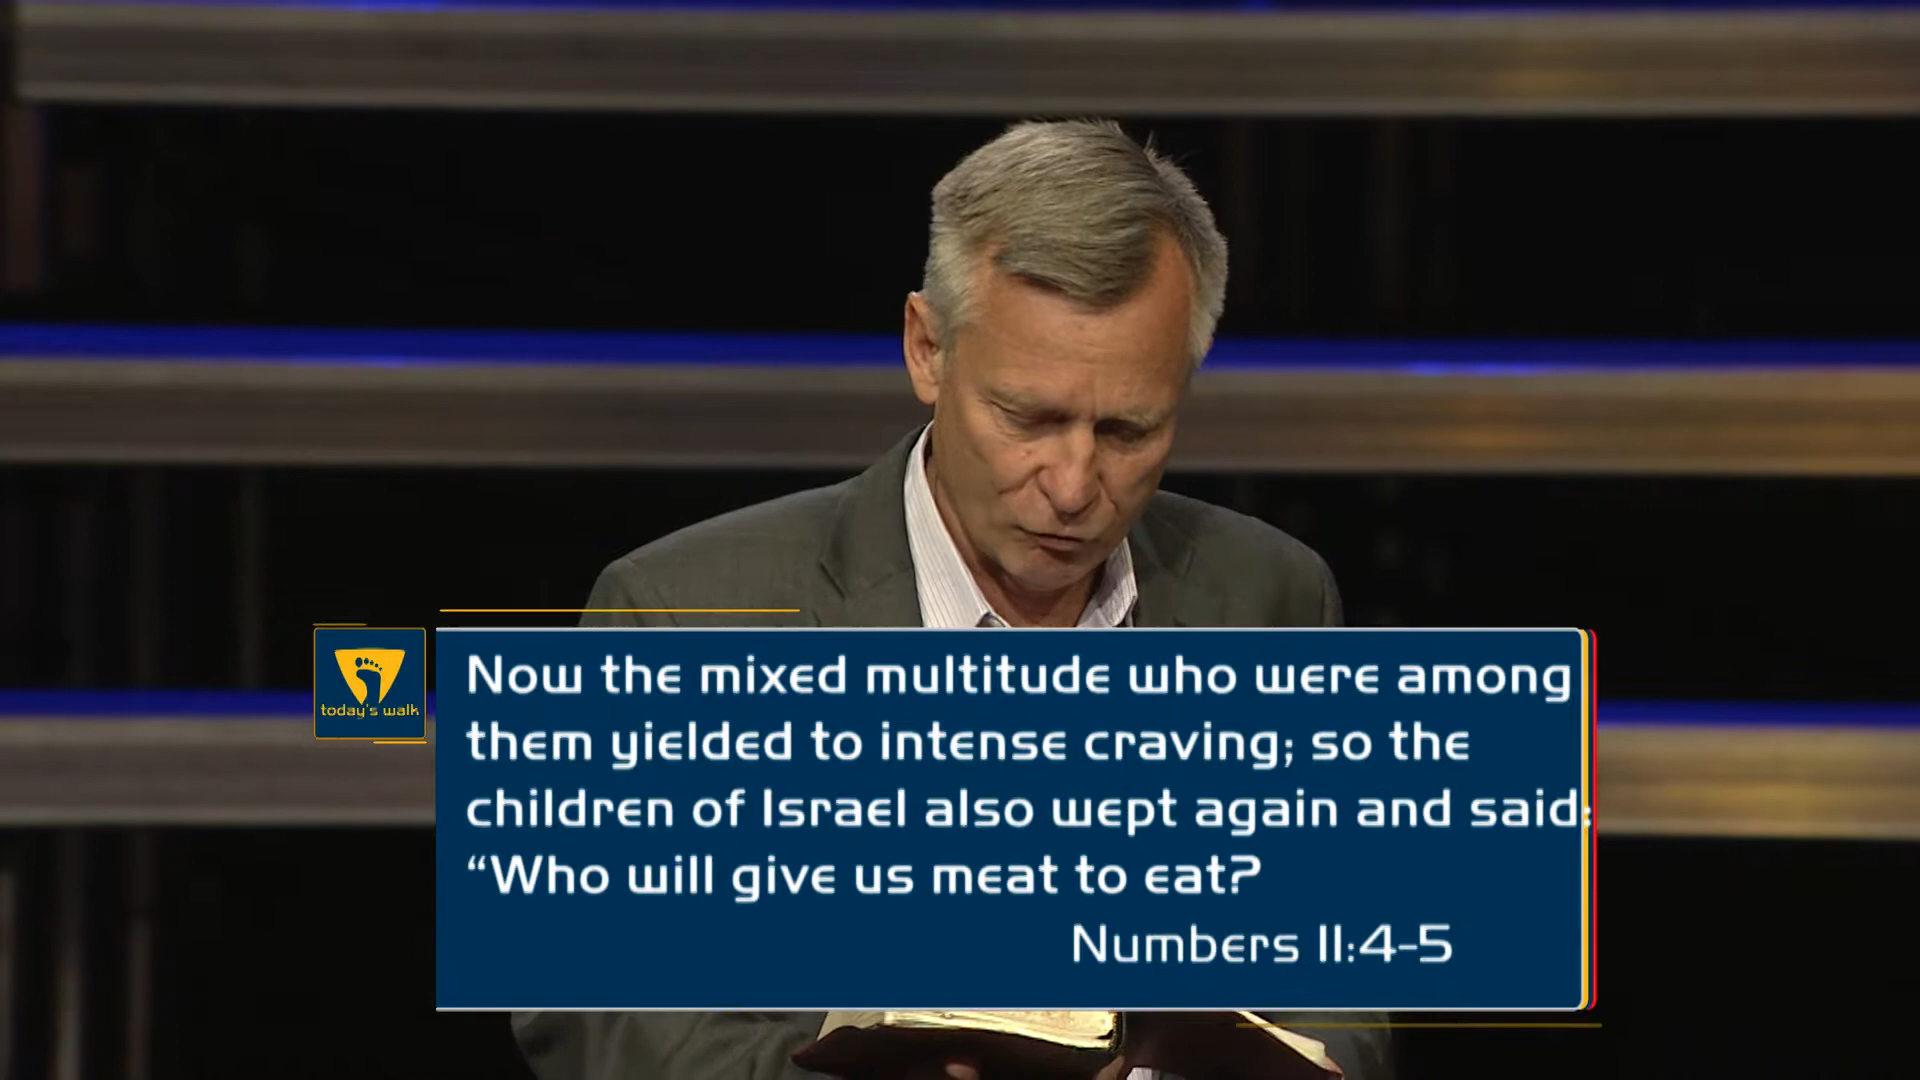 Now the mixed multitude who were among
them yielded to intense craving; so the
children of Israel also wept again and said:
“Who will give us meat to eat?
Numbers 11:4-5
today's walk